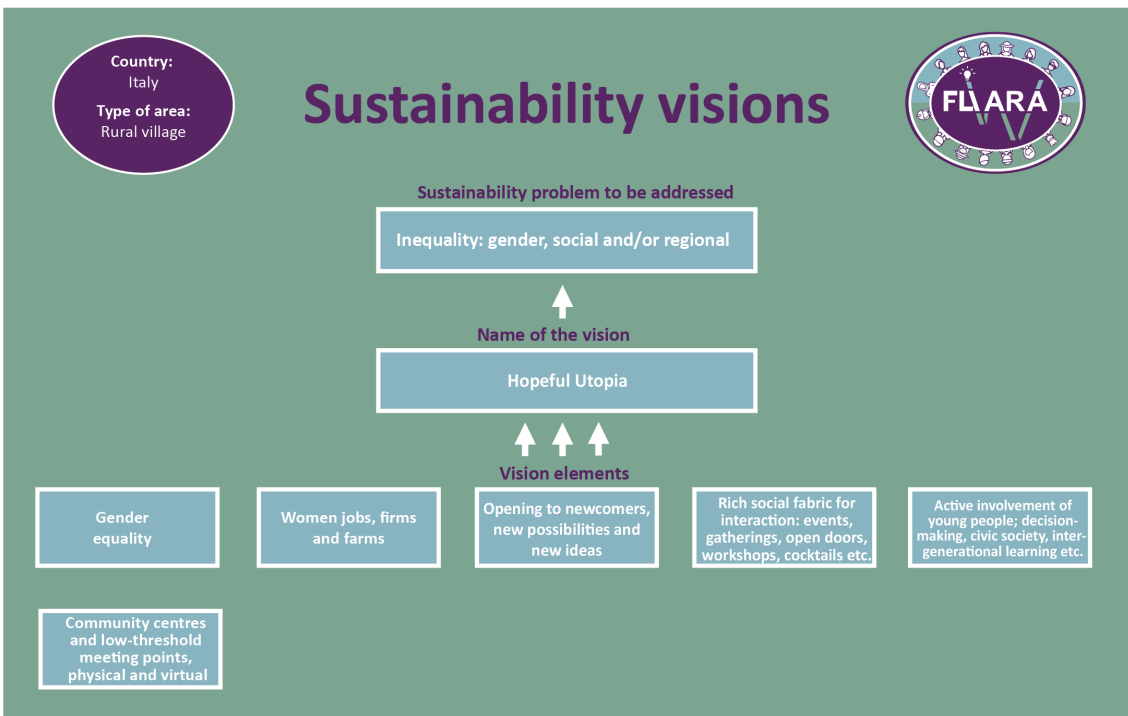 Country:
Italy
Type of area:
Rural village
Sustainability visions
FLIARA
Sustainability problem to be addressed
Inequality: gender, social and/or regional
Name of the vision
Hopeful Utopia
Vision elements
Gender
equality
Women jobs, firms
and farms
Opening to newcomers,
new possibilities and
new ideas
Rich social fabric for
interaction: events,
gatherings, open doors,
workshops, cocktails etc.
Active involvement of
young people; decision-
making, civic society, inter-
generational learning etc.
Community centres
and low-threshold
meeting points,
physical and virtual